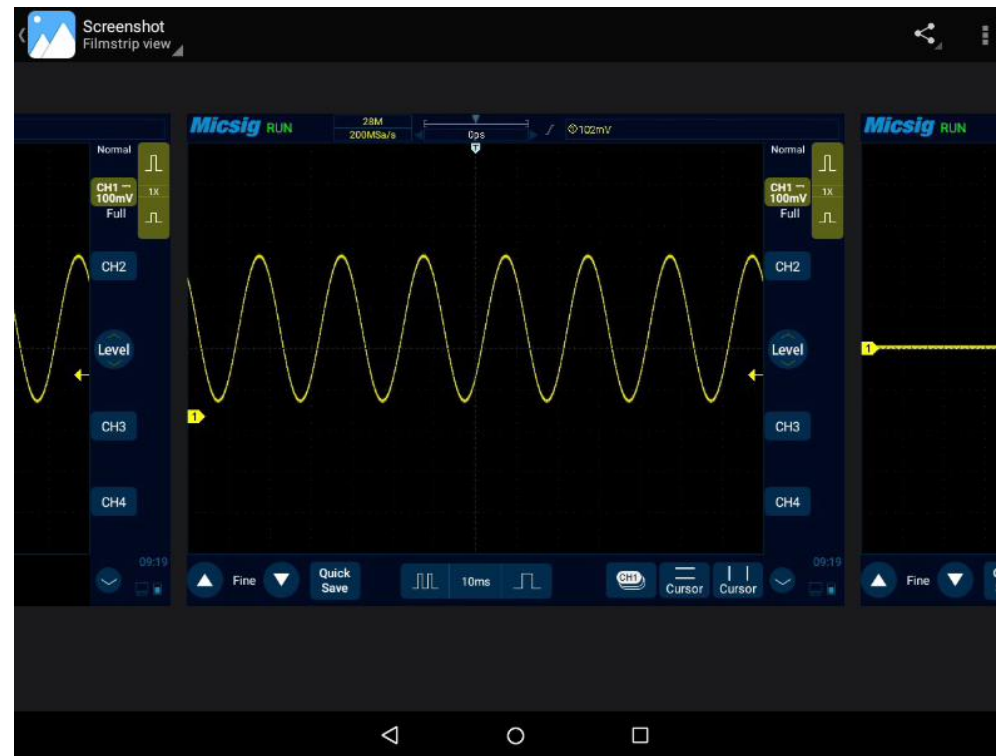 Screenshot
Filmstrip view
Micsig RUN
28M
200MSa/s
0ps
T
102mV
Micsig RUN
Normal
CH1
100mV
1X
Full
CH2
Level
CH3
CH4
09:19
Normal
CH1
100mV
1X
Full
CH2
Level
CH3
CH4
09:19
1
1
Fine
Quick
Save
10ms
CH1
Cursor
Cursor
Fine